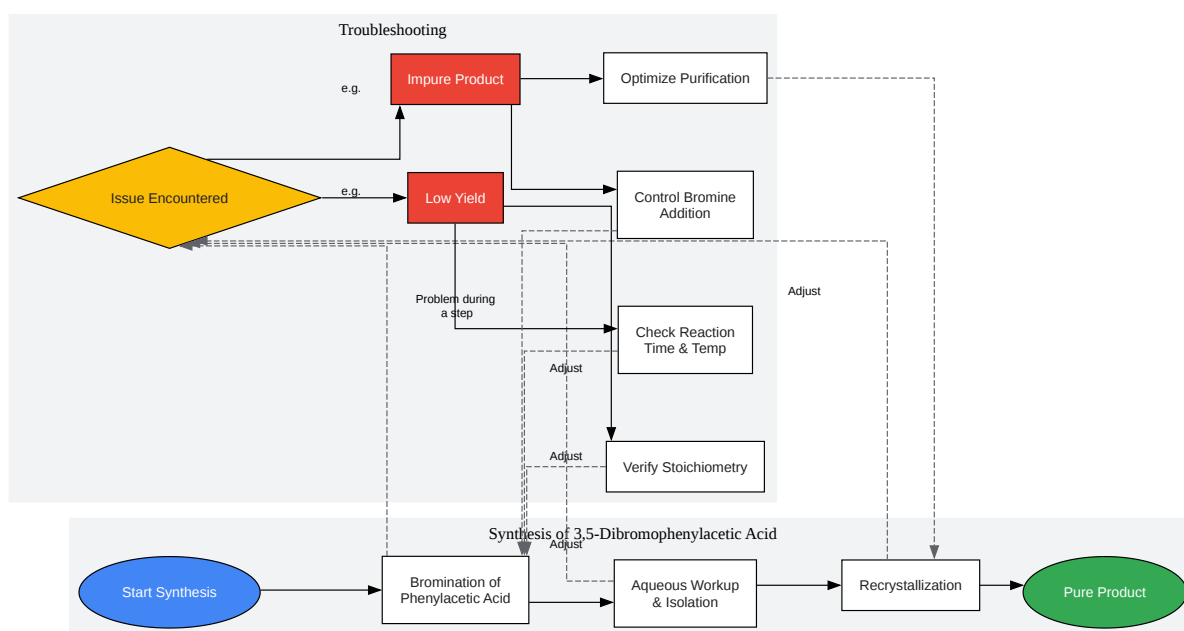 Troubleshooting
Impure Product
Optimize Purification
e.g.
Issue Encountered
e.g.
Low Yield
Control Bromine
Addition
Adjust
Problem during
a step
Check Reaction
Time & Temp
Adjust
Adjust
Verify Stoichiometry
Synthesis of 3,5-Dibromophenylacetic Acid
Adjust
Start Synthesis
Bromination of
Phenylacetic Acid
Aqueous Workup
& Isolation
Recrystallization
Pure Product